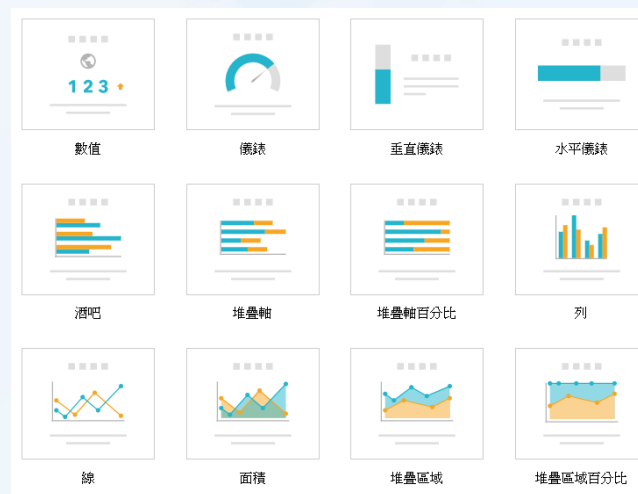 123
數值
儀錶
垂直儀錶
水平儀錶
酒吧
堆疊軸
堆疊軸百分比
列
線
面積
堆疊區域
堆疊區域百分比